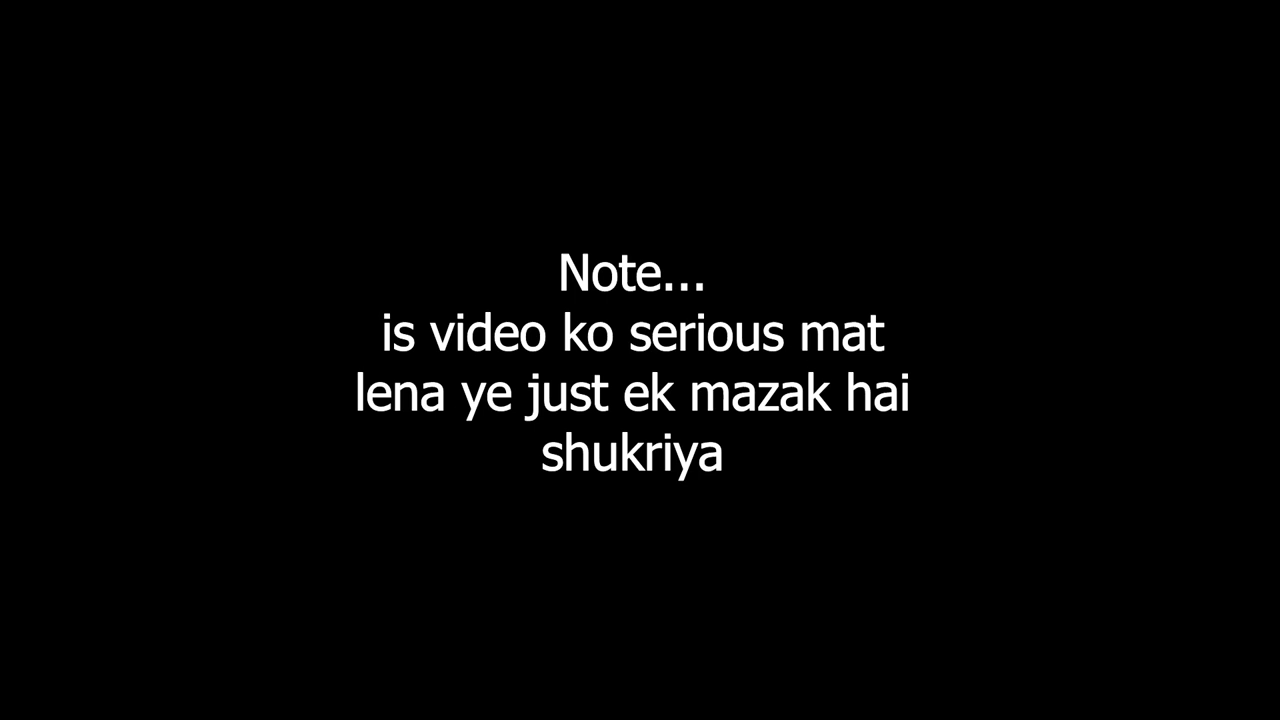 Note...
is video ko serious mat
lena ye just ek mazak hai
shukriya